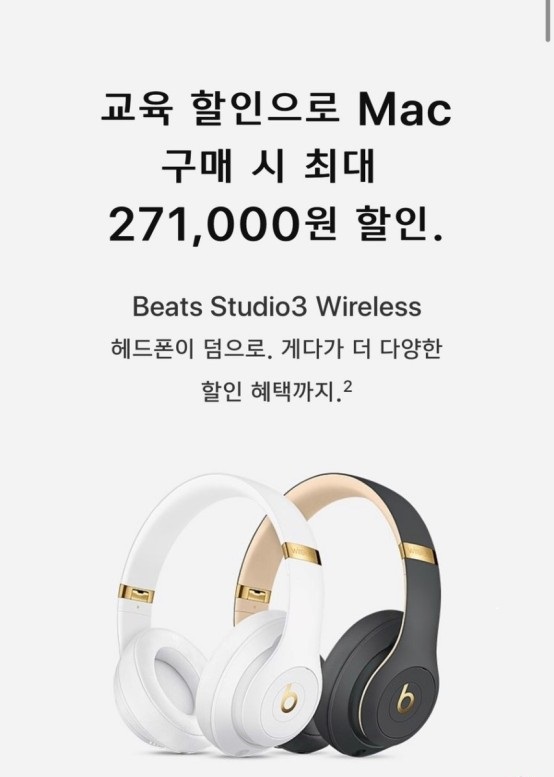 교육 할인으로 Mac
구매 시 최대
271,000원 할인.
Beats Studio3 Wireless
헤드폰이 덤으로. 게다가 더 다양한
할인 혜택까지.2